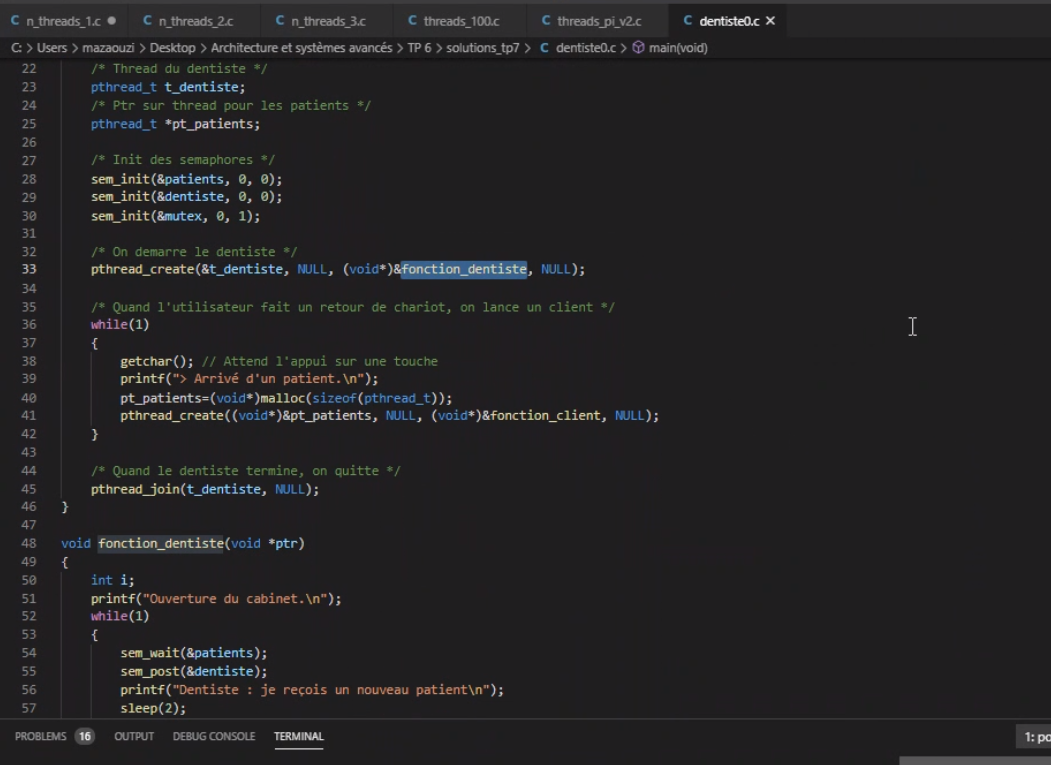 C n_threads_1.c ● C n_threads_2.c C n_threads_3.c C threads_100.c C threads_pi_v2.c C dentiste0.c ×
C: > Users > mazaouzi > Desktop > Architecture et systèmes avancés > TP 6 > solutions_tp7 > C dentiste0.c > main(void)
22 /* Thread du dentiste */
23 pthread_t t_dentiste;
24 /* Ptr sur thread pour les patients */
25 pthread_t *pt_patients;
26
27 /* Init des semaphores */
28 sem_init(&patients, 0, 0);
29 sem_init(&dentiste, 0, 0);
30 sem_init(&mutex, 0, 1);
31
32 /* On demarre le dentiste */
33 pthread_create(&t_dentiste, NULL, (void*)&fonction_dentiste, NULL);
34
35 /* Quand l'utilisateur fait un retour de chariot, on lance un client */
36 while(1)
37 {
38 getchar(); // Attend l'appui sur une touche
39 printf("> Arrivé d'un patient.\n");
40 pt_patients=(void*)malloc(sizeof(pthread_t));
41 pthread_create((void*)&pt_patients, NULL, (void*)&fonction_client, NULL);
42 }
43
44 /* Quand le dentiste termine, on quitte */
45 pthread_join(t_dentiste, NULL);
46 }
47
48 void fonction_dentiste(void *ptr)
49 {
50 int i;
51 printf("Ouverture du cabinet.\n");
52 while(1)
53 {
54 sem_wait(&patients);
55 sem_post(&dentiste);
56 printf("Dentiste : je reçois un nouveau patient\n");
57 sleep(2);
PROBLEMS 16 OUTPUT DEBUG CONSOLE TERMINAL 1: po